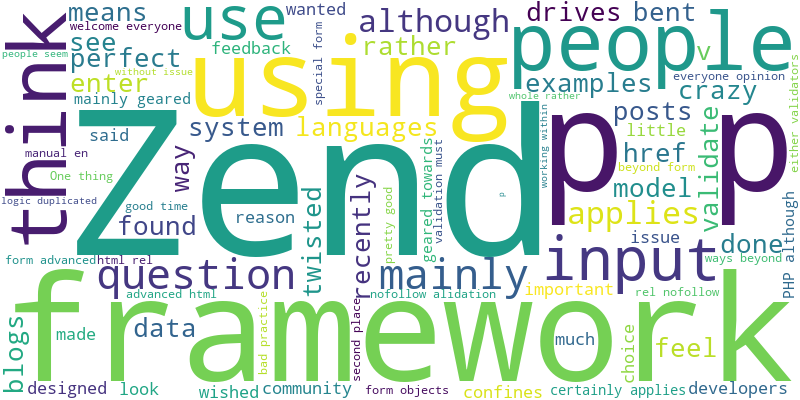 means
welcome everyone
people seem
see
without issue
perfect
enter
mainly geared
think
said
manual en
One thing
logic duplicated
way
found
use
feedback
using
system
languages
special form
wanted
although
rather
drives
bent
people
v
everyone opinion
examples
crazy
whole rather
posts
little
href
beyond form
model
validate
either validators
working within
applies
geared towards
validation must
Zend
p p
p
good time
reason
twisted
recently
pretty good
question
mainly
input
issue
done
ways beyond
PHP although
form advanced
html rel
advanced html
nofollow alidation
important
rel nofollow
framework
data
made
blogs
bad practice
second place
much
choice
feel
designed
look
wished
community
form objects
confines
certainly applies
developers